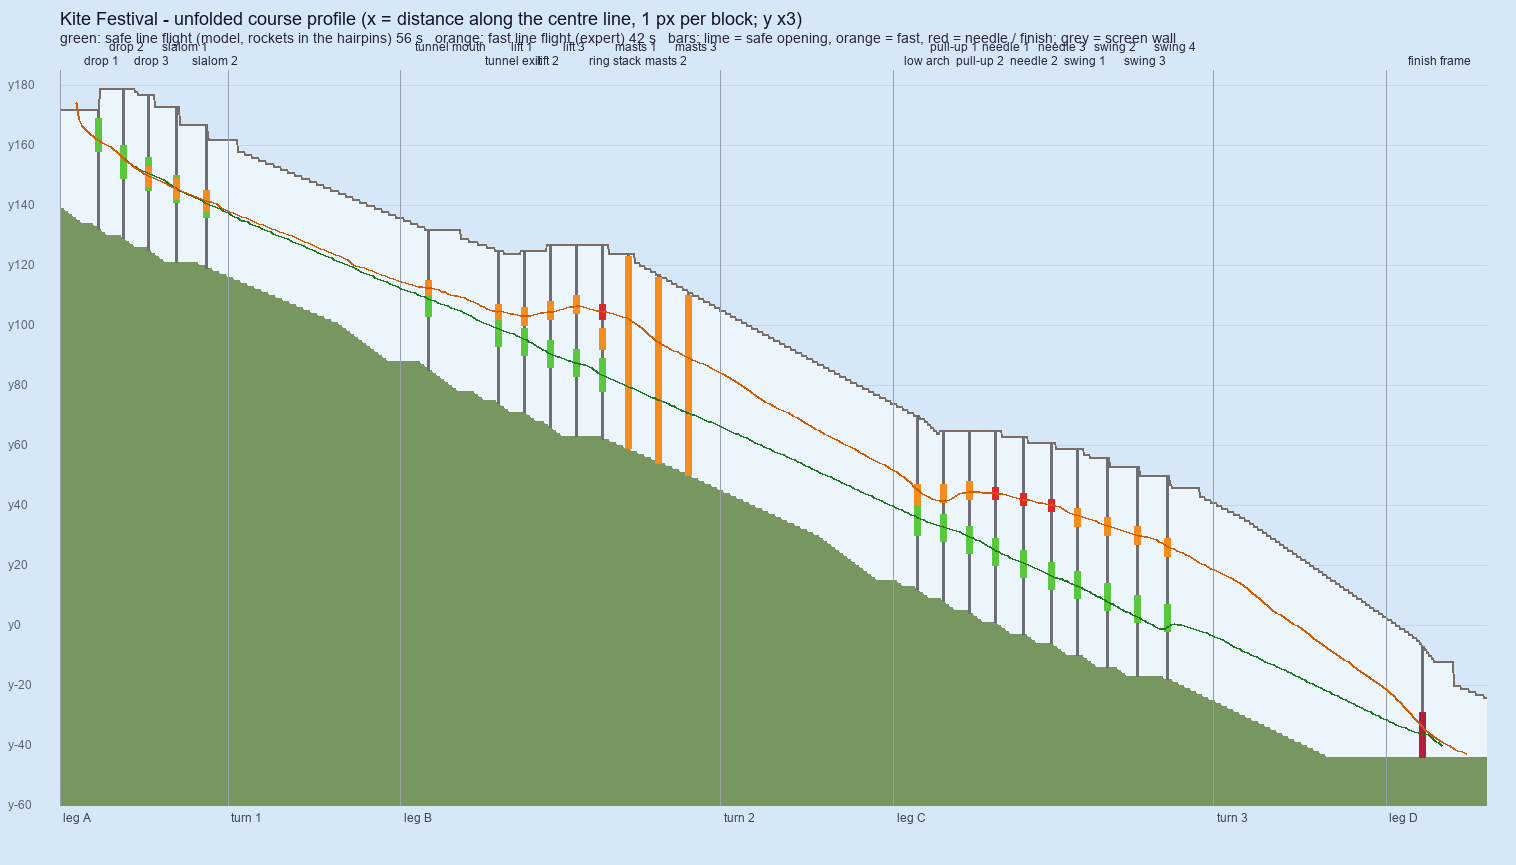 Kite Festival - unfolded course profile (x = distance along the centre line, 1 px per block; y x3)
green: safe line flight (model, rockets in the hairpins) 56 s   orange: fast line flight (expert) 42 s   bars: lime = safe opening, orange = fast, red = needle / finish; grey = screen wall
drop 2 slalom 1 tunnel mouth lift 1 lift 3 masts 1 masts 3 pull-up 1 needle 1 needle 3 swing 2 swing 4
drop 1 drop 3 slalom 2 tunnel exit lift 2 ring stack masts 2 low arch pull-up 2 needle 2 swing 1 swing 3 finish frame
y180
y160
y140
y120
y100
y80
y60
y40
y20
y0
y-20
y-40
y-60
leg A turn 1 leg B turn 2 leg C turn 3 leg D